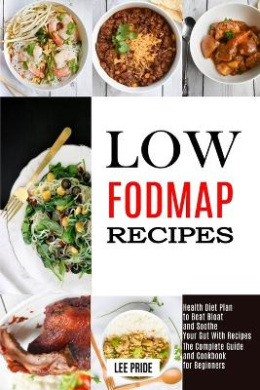 LOW
FODMAP
RECIPES
Health Diet Plan
to Beat Bloat
and Soothe
Your Gut With Recipes
The Complete Guide
and Cookbook
for Beginners
LEE PRIDE